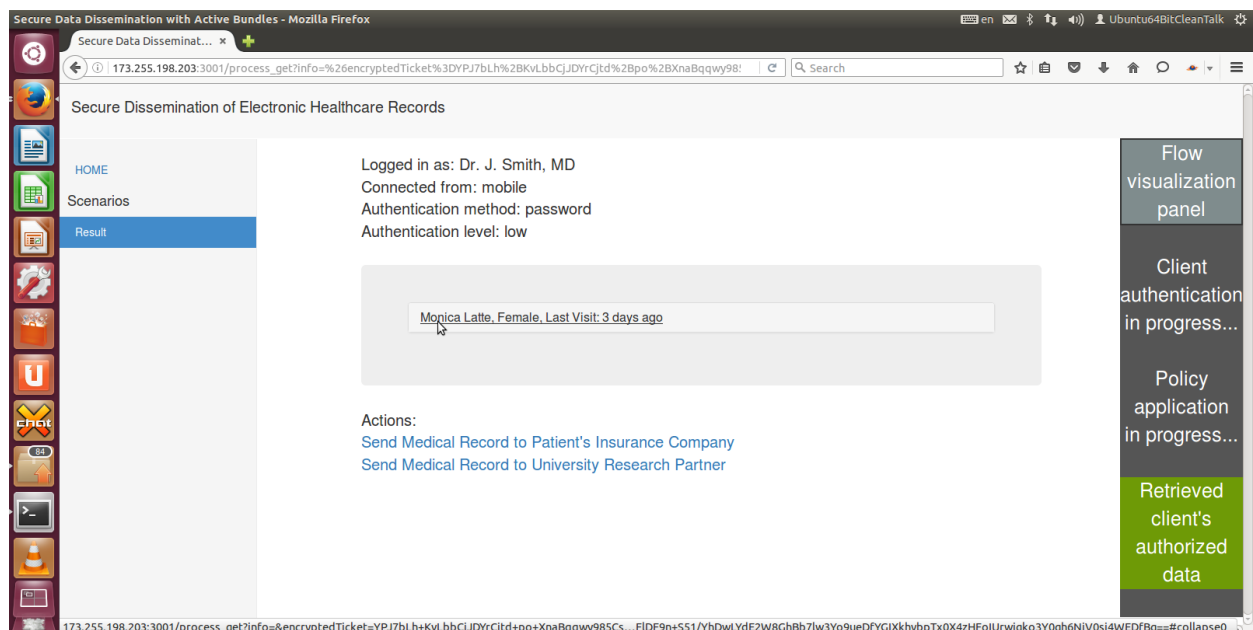 Secure Data Dissemination with Active Bundles - Mozilla Firefox
en
Ubuntu64BitCleanTalk
Secure Data Disseminat... ×
173.255.198.203:3001/process_get?info=%26encryptedTicket%3DYPJ7bLh%2BKvLbbCjJDYrCjtd%2Bpo%2BXnaBqqwy98!
Search
Secure Dissemination of Electronic Healthcare Records
HOME
Scenarios
Result
Logged in as: Dr. J. Smith, MD
Connected from: mobile
Authentication method: password
Authentication level: low
Monica Latte, Female, Last Visit: 3 days ago
Actions:
Send Medical Record to Patient's Insurance Company
Send Medical Record to University Research Partner
Flow
visualization
panel
Client
authentication
in progress...
Policy
application
in progress...
Retrieved
client's
authorized
data
chat
84